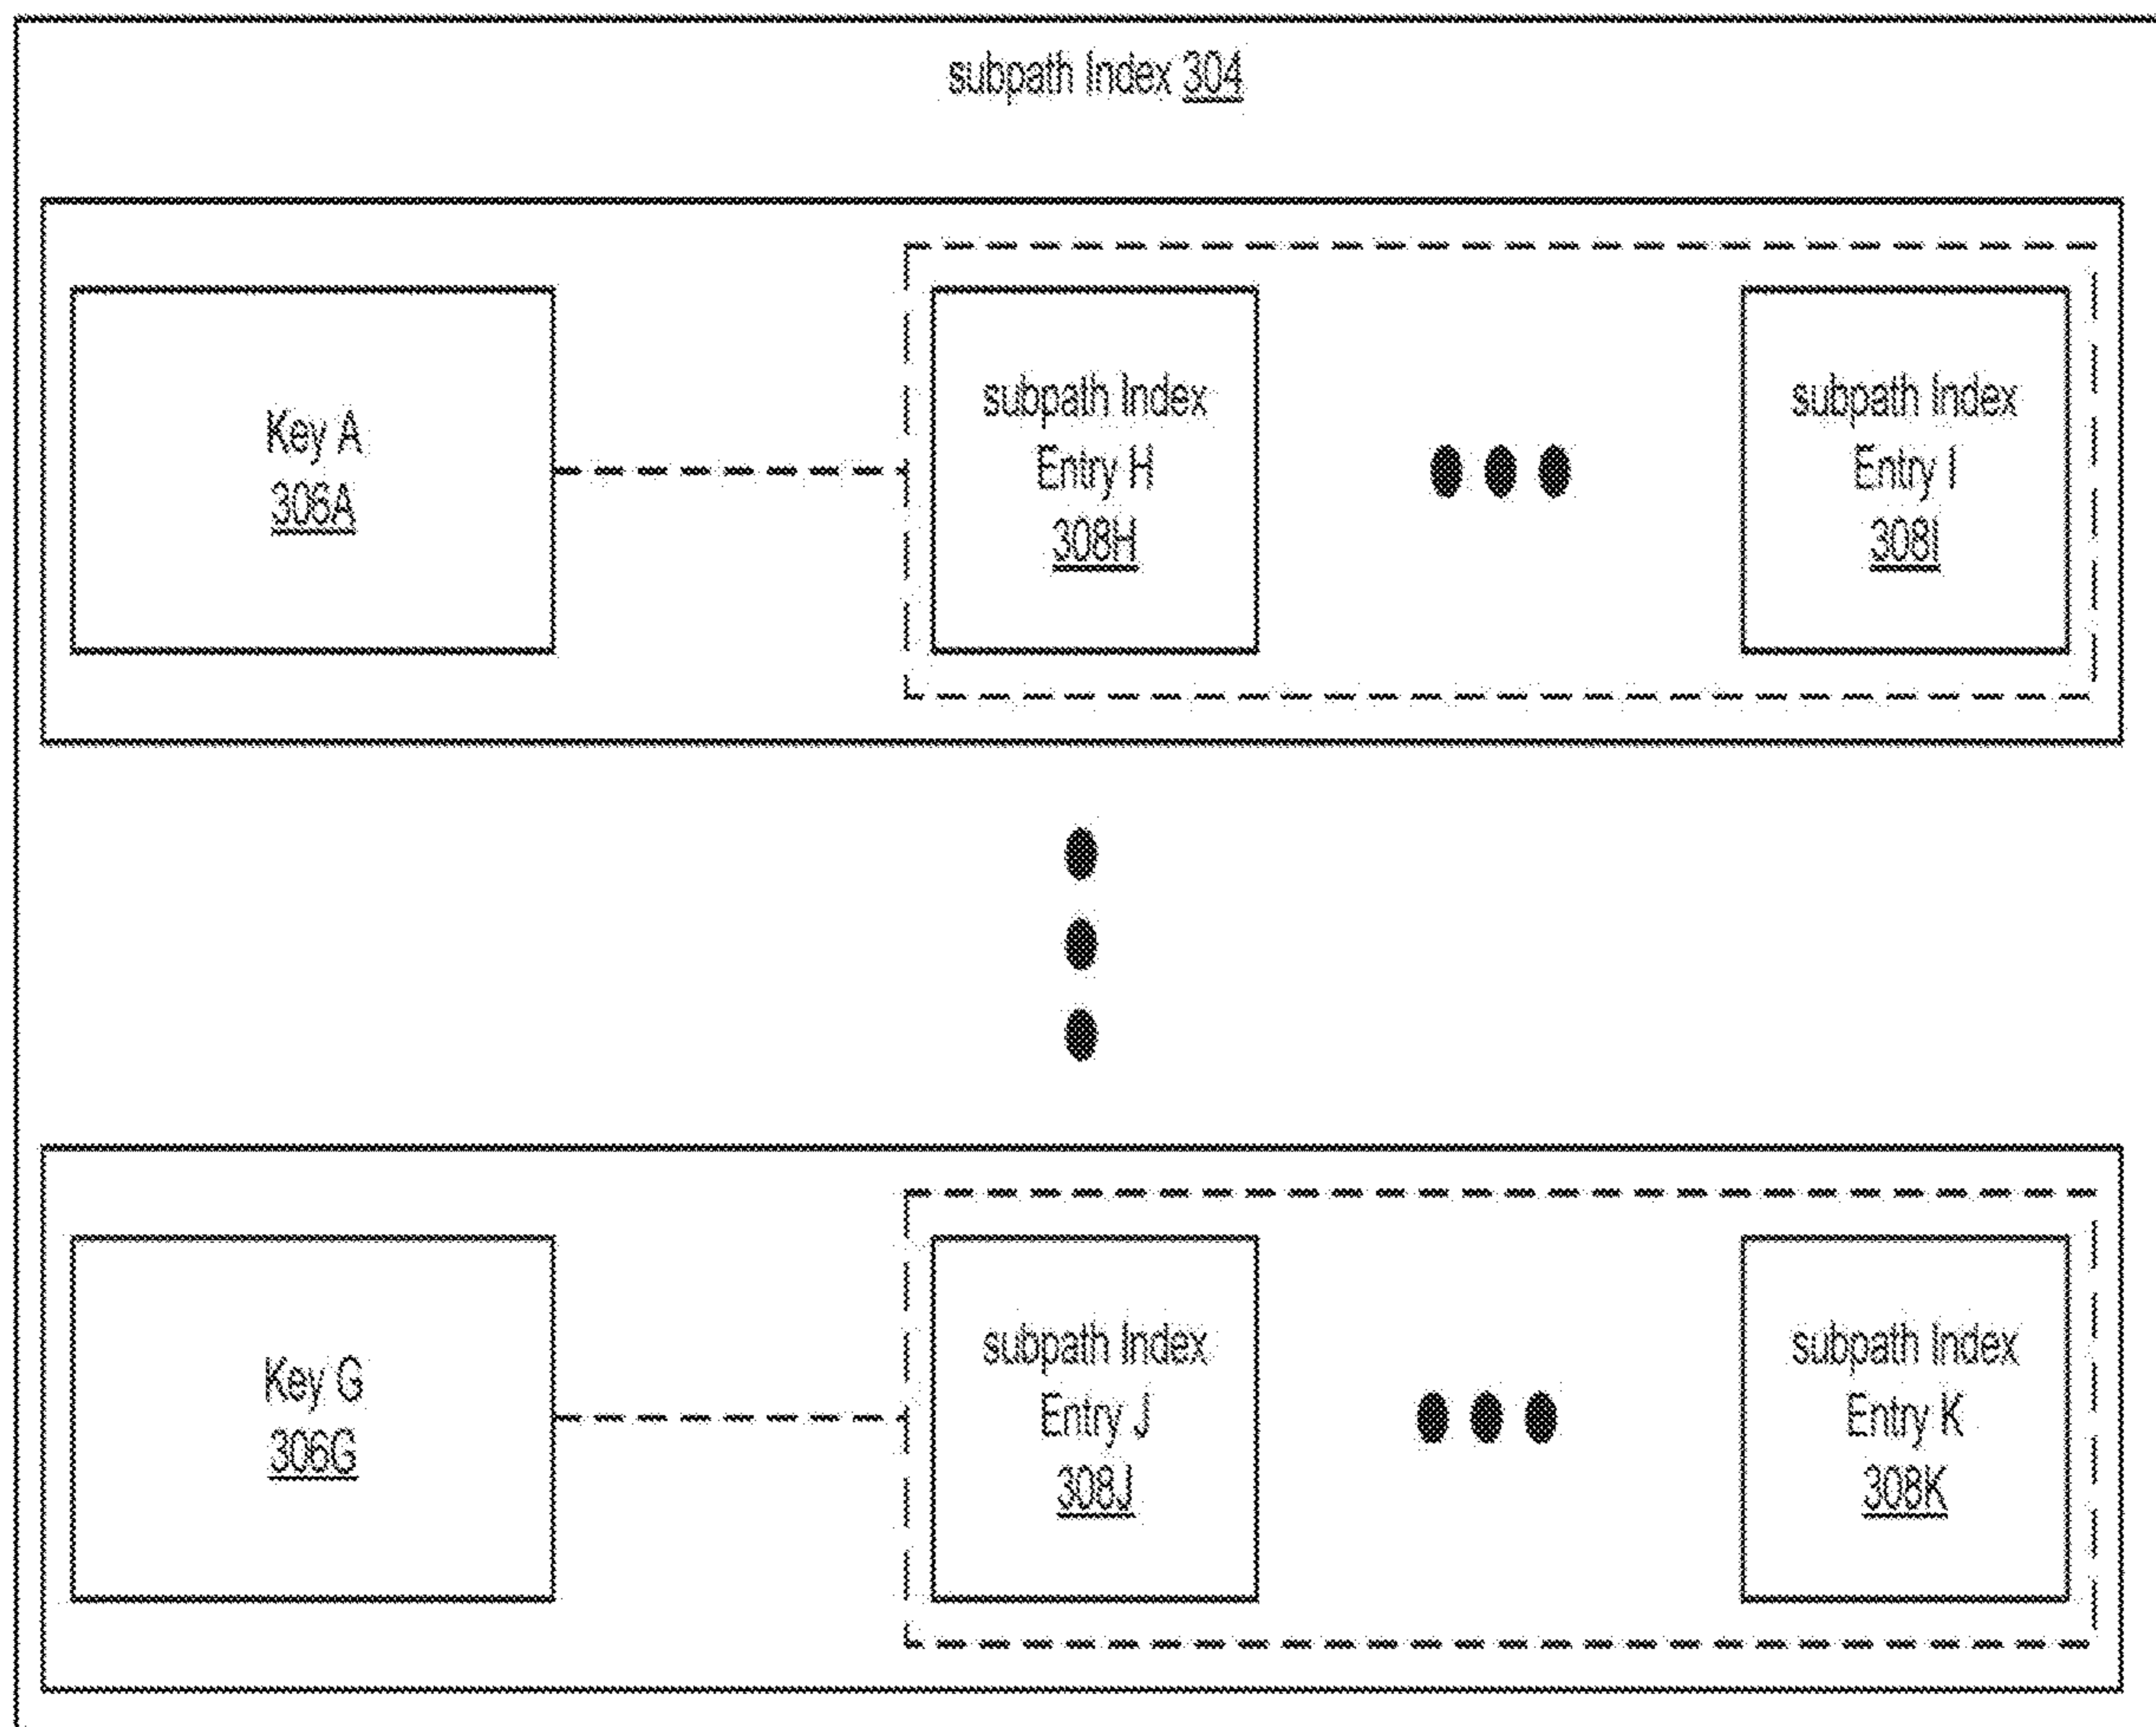 subpath Index 304
Key A
306A
subpath Index
Entry H
308H
subpath Index
Entry I
308I
Key G
306G
subpath Index
Entry J
308J
subpath Index
Entry K
308K